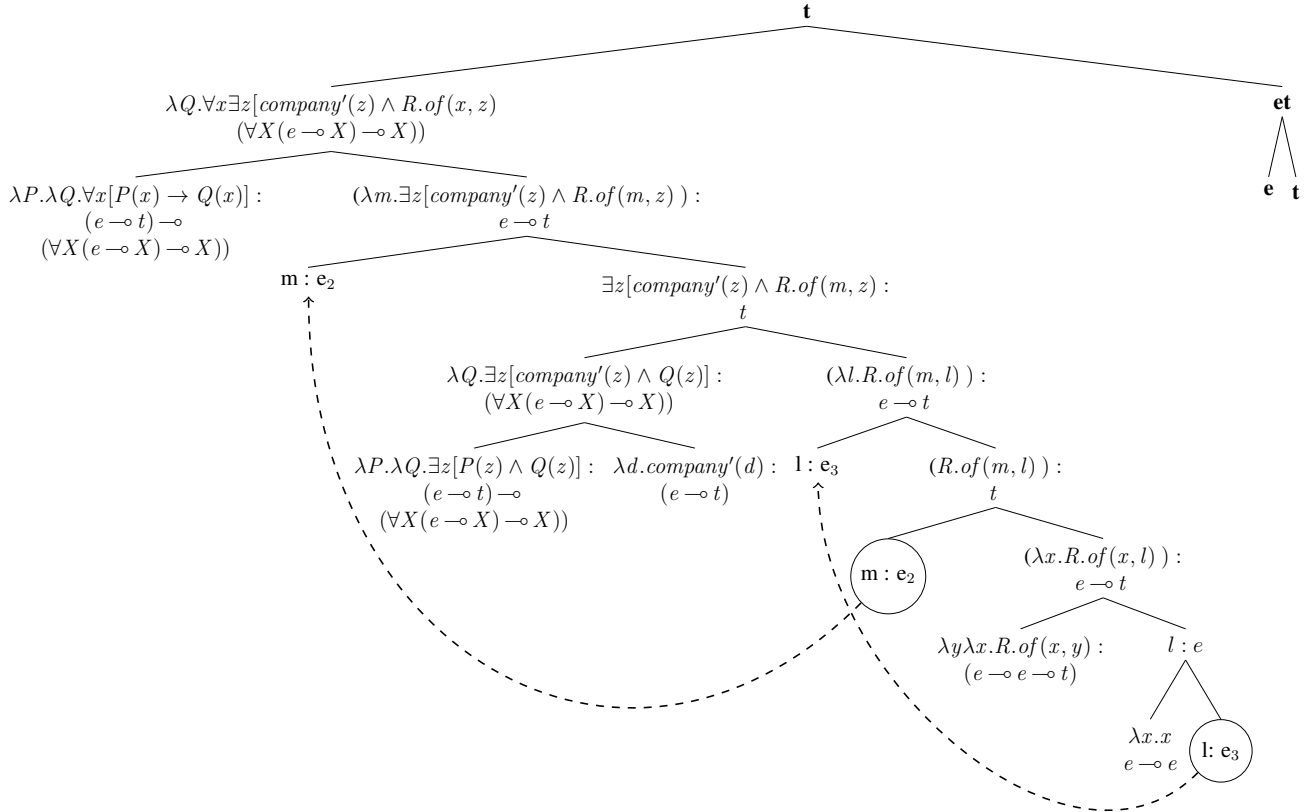 t
λQ.∀x∃z[company′(z) ∧ R.of(x, z)
(∀X(e ⊸ X) ⊸ X))
et
λP.λQ.∀x[P(x) → Q(x)] :
(e ⊸ t) ⊸
(∀X(e ⊸ X) ⊸ X))
(λm.∃z[company′(z) ∧ R.of(m, z) ) :
e ⊸ t
e
t
m : e₂
∃z[company′(z) ∧ R.of(m, z) :
t
λQ.∃z[company′(z) ∧ Q(z)] :
(∀X(e ⊸ X) ⊸ X))
(λl.R.of(m, l) ) :
e ⊸ t
λP.λQ.∃z[P(z) ∧ Q(z)] :
(e ⊸ t) ⊸
(∀X(e ⊸ X) ⊸ X))
λd.company′(d) :
(e ⊸ t)
l : e₃
(R.of(m, l) ) :
t
m : e₂
(λx.R.of(x, l) ) :
e ⊸ t
λyλx.R.of(x, y) :
(e ⊸ e ⊸ t)
l : e
λx.x
e ⊸ e
l: e₃